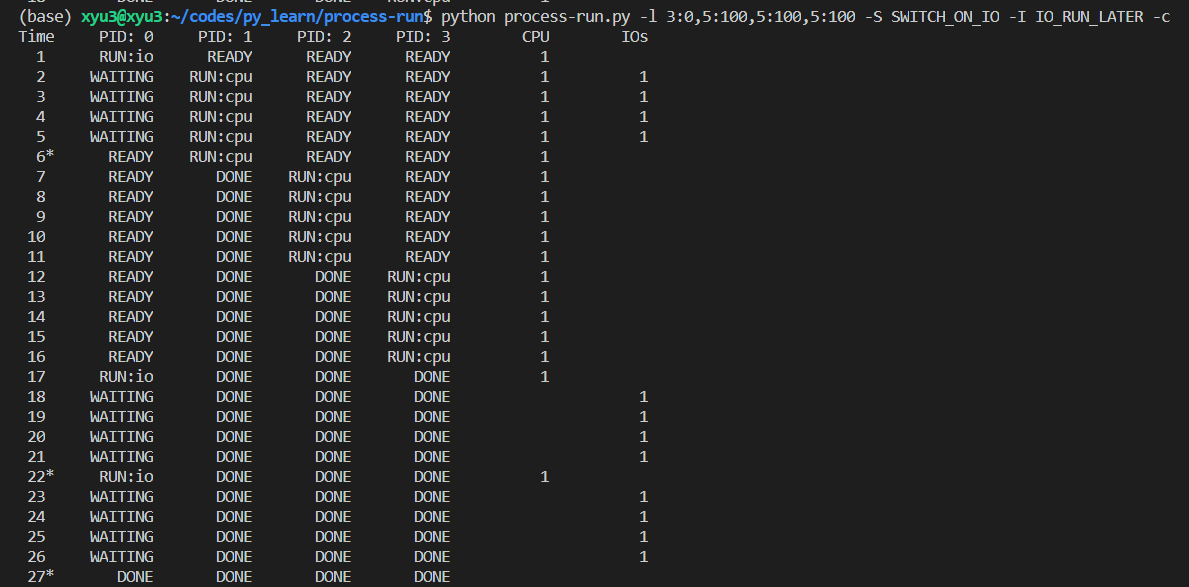 (base) xyu3@xyu3:~/codes/py_learn/process-run$ python process-run.py -l 3:0,5:100,5:100,5:100 -S SWITCH_ON_IO -I IO_RUN_LATER -c
Time PID: 0 PID: 1 PID: 2 PID: 3 CPU IOs
1 RUN:io READY READY READY 1
2 WAITING RUN:cpu READY READY 1 1
3 WAITING RUN:cpu READY READY 1 1
4 WAITING RUN:cpu READY READY 1 1
5 WAITING RUN:cpu READY READY 1 1
6* READY RUN:cpu READY READY 1
7 READY DONE RUN:cpu READY 1
8 READY DONE RUN:cpu READY 1
9 READY DONE RUN:cpu READY 1
10 READY DONE RUN:cpu READY 1
11 READY DONE RUN:cpu READY 1
12 READY DONE DONE RUN:cpu 1
13 READY DONE DONE RUN:cpu 1
14 READY DONE DONE RUN:cpu 1
15 READY DONE DONE RUN:cpu 1
16 READY DONE DONE RUN:cpu 1
17 RUN:io DONE DONE DONE 1
18 WAITING DONE DONE DONE 1
19 WAITING DONE DONE DONE 1
20 WAITING DONE DONE DONE 1
21 WAITING DONE DONE DONE 1
22* RUN:io DONE DONE DONE 1
23 WAITING DONE DONE DONE 1
24 WAITING DONE DONE DONE 1
25 WAITING DONE DONE DONE 1
26 WAITING DONE DONE DONE 1
27* DONE DONE DONE DONE